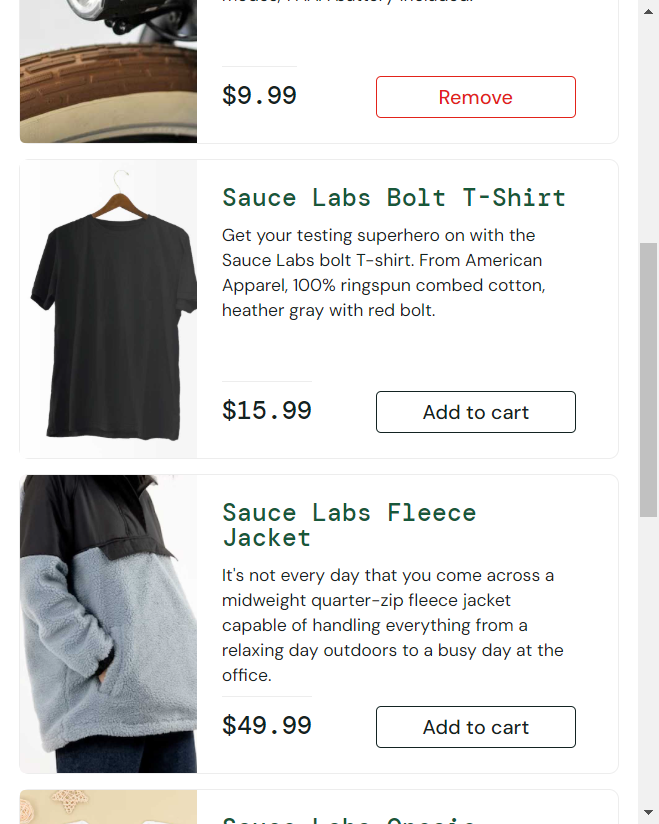 $9.99
Remove
Sauce Labs Bolt T-Shirt
Get your testing superhero on with the
Sauce Labs bolt T-shirt. From American
Apparel, 100% ringspun combed cotton,
heather gray with red bolt.
$15.99
Add to cart
Sauce Labs Fleece
Jacket
It's not every day that you come across a
midweight quarter-zip fleece jacket
capable of handling everything from a
relaxing day outdoors to a busy day at the
office.
$49.99
Add to cart
Sauce Labs Onesie